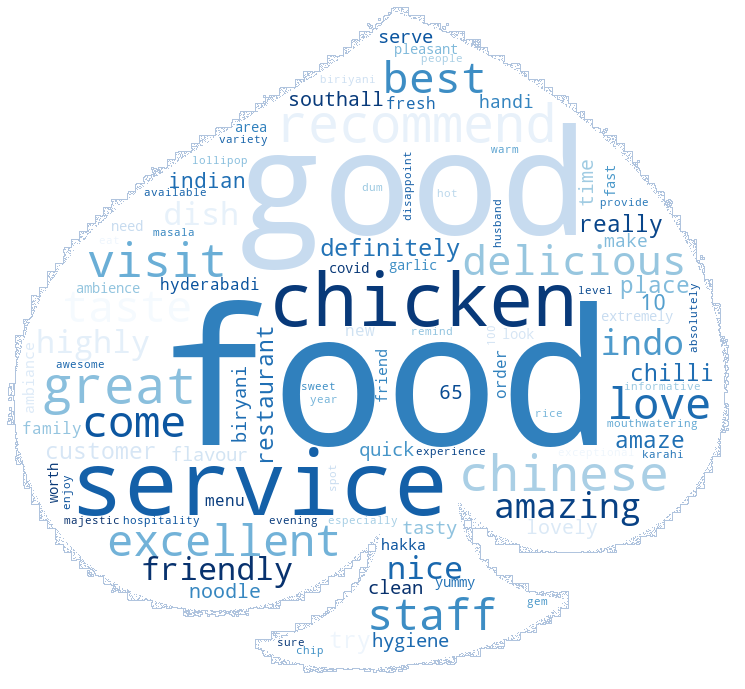 serve
pleasant
people
biriyani
best
southall
fresh
handi
recommend
area
variety
good
warm
lollipop
indian
available
dum
hot
disappoint
time
fast
provide
dish
husband
really
need
masala
definitely
make
visit
delicious
covid
garlic
ambience
hyderabadi
chicken
level
place
10
taste
extremely
absolutely
highly
new
remind
100
look
indo
food
restaurant
awesome
ambiance
great
biryani
sweet
year
friend
65
order
chilli
informative
love
rice
mouthwatering
come
family
amaze
karahi
customer
flavour
quick
experience
exceptional
worth
enjoy
service
menu
spot
chinese
amazing
majestic
hospitality
evening
especially
tasty
lovely
excellent
hakka
friendly
nice
yummy
noodle
clean
staff
gem
try
hygiene
sure
chip